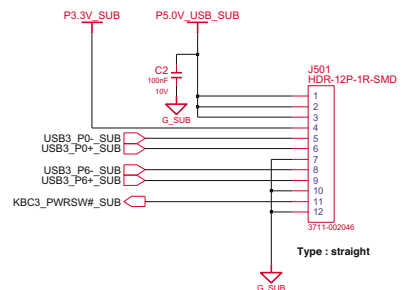 P3.3V_SUB
P5.0V_USB_SUB
C2
100nF
10V
G_SUB
J501
HDR-12P-1R-SMD
1
2
3
4
USB3_P0-_SUB
5
USB3_P0+_SUB
6
7
USB3_P6-_SUB
8
USB3_P6+_SUB
9
10
KBC3_PWRSW#_SUB
11
12
3711-002046
Type : straight
G_SUB